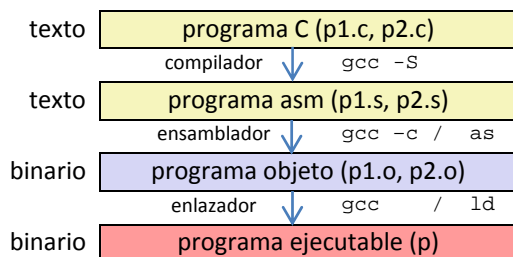 texto programa C (p1.c, p2.c)
compilador gcc -S
texto programa asm (p1.s, p2.s)
ensamblador gcc -c / as
binario programa objeto (p1.o, p2.o)
enlazador gcc / ld
binario programa ejecutable (p)